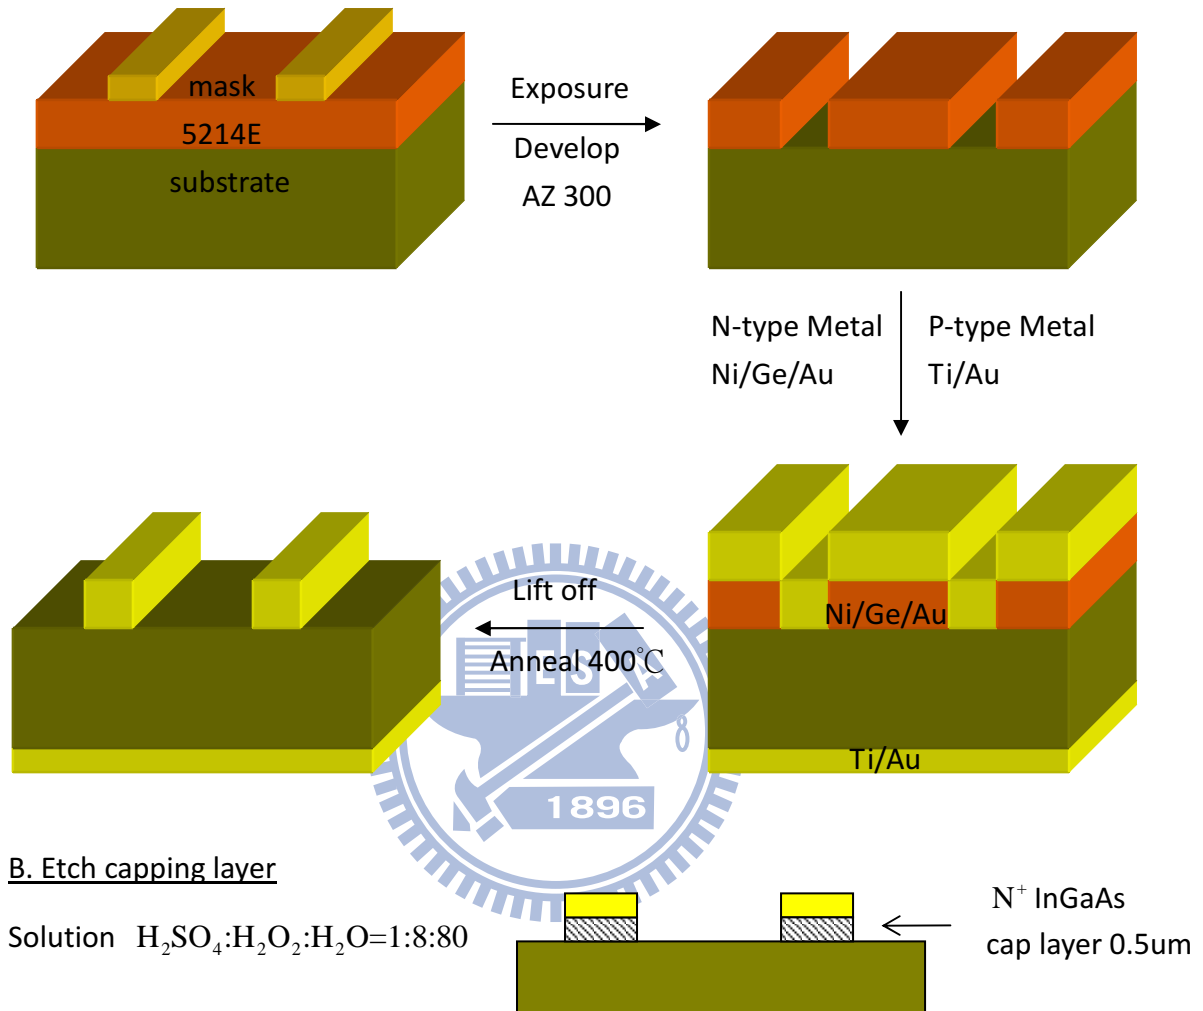 mask
5214E
substrate
Exposure
Develop
AZ 300
N-type Metal
Ni/Ge/Au
P-type Metal
Ti/Au
Lift off
Anneal 400℃
Ni/Ge/Au
Ti/Au
ES
1896
B. Etch capping layer
Solution H₂SO₄:H₂O₂:H₂O=1:8:80
N⁺ InGaAs
cap layer 0.5um